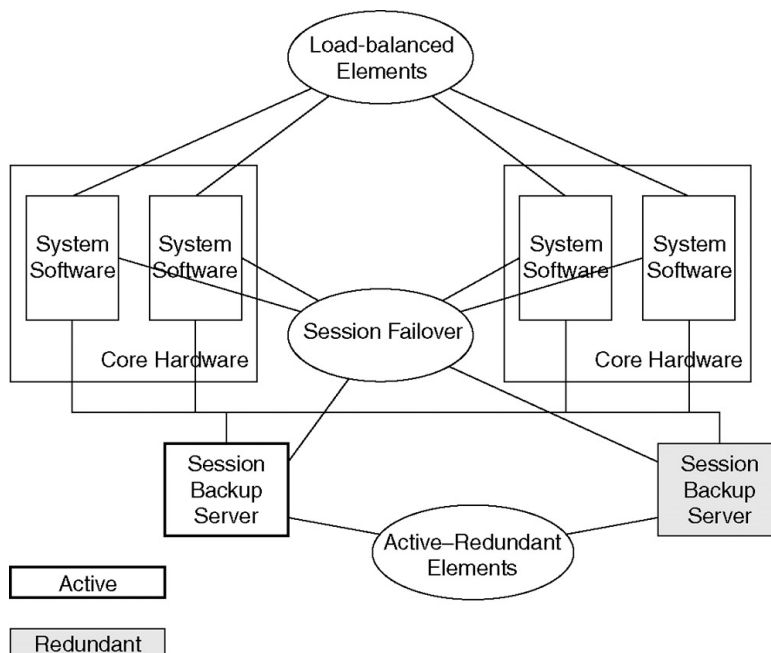 Load-balanced
Elements
System
Software
System
Software
System
Software
System
Software
Session Failover
Core Hardware
Core Hardware
Session
Backup
Server
Session
Backup
Server
Active–Redundant
Elements
Active
Redundant